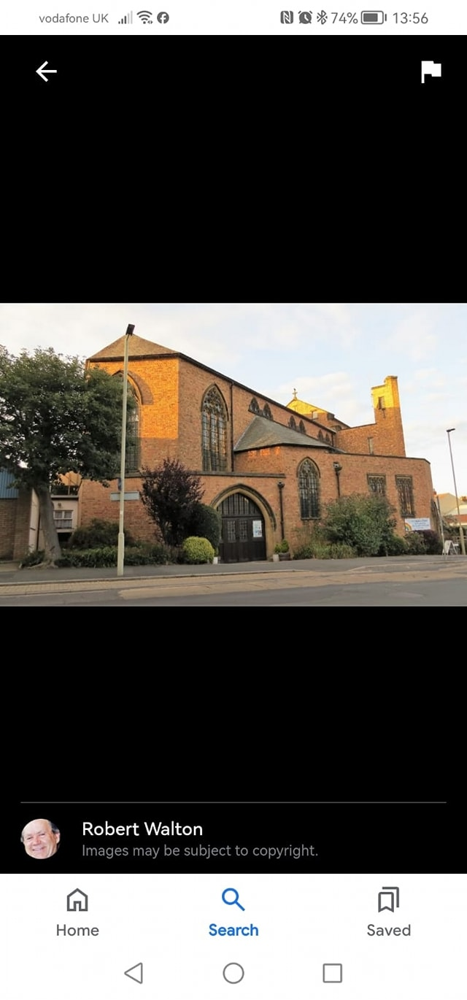 vodafone UK 74% 13:56
Robert Walton
Images may be subject to copyright.
Home Search Saved